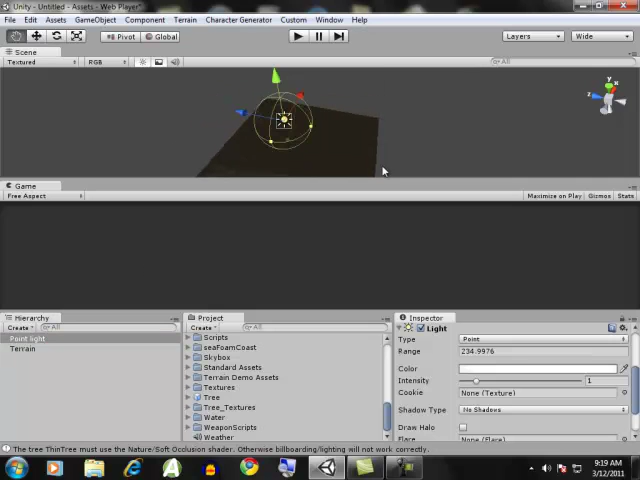 Unity - Untitled - Assets - Web Player*
File Edit Assets GameObject Component Terrain Character Generator Custom Window Help
Pivot Global Layers Wide
Scene
Textured RGB All
y
x
z
Game
Free Aspect Maximize on Play Gizmos Stats
Hierarchy
Create All
Point light
Terrain
Project
Create All
Scripts
seaFoamCoast
Skybox
Standard Assets
Terrain Demo Assets
Textures
Tree
Tree_Textures
Water
WeaponScripts
Weather
Inspector
Light
Type Point
Range 234.9976
Color
Intensity 1
Cookie None (Texture)
Shadow Type No Shadows
Draw Halo
Flare None (Flare)
The tree ThinTree must use the Nature/Soft Occlusion shader. Otherwise billboarding/lighting will not work correctly.
9:19 AM
3/12/2011